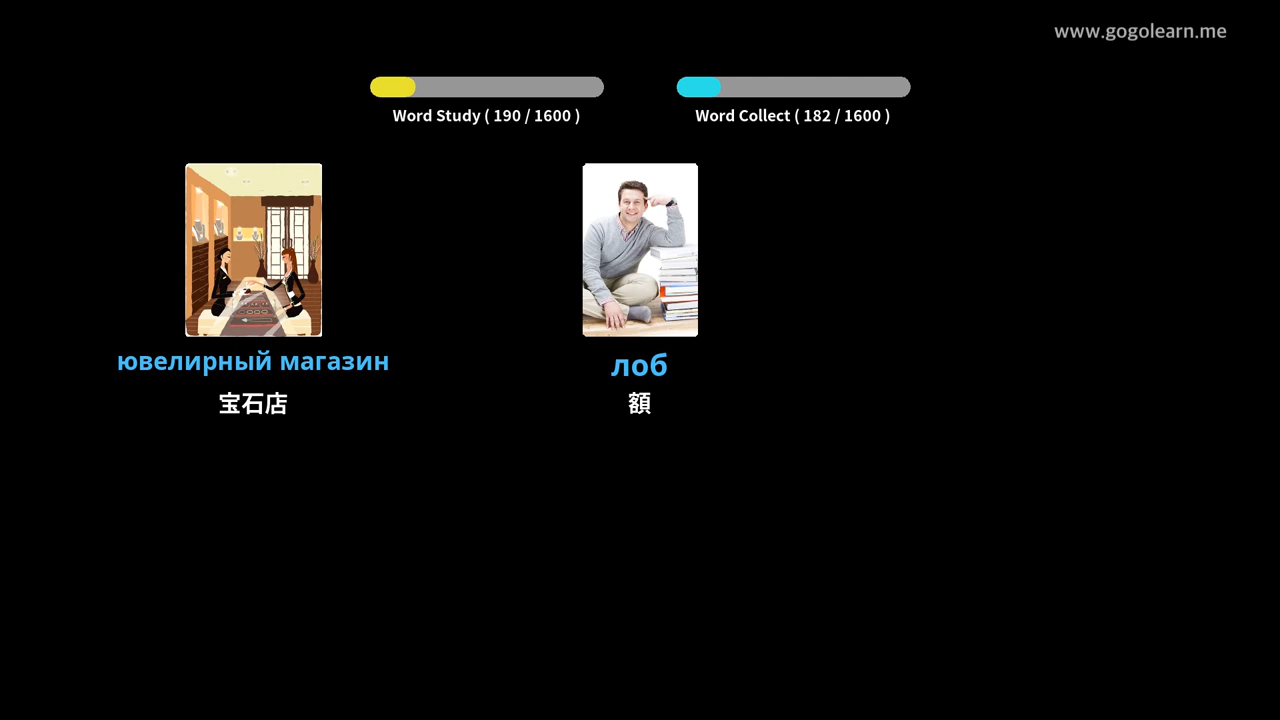 www.gogolearn.me
Word Study ( 190 / 1600 )
Word Collect ( 182 / 1600 )
ювелирный магазин
宝石店
лоб
額